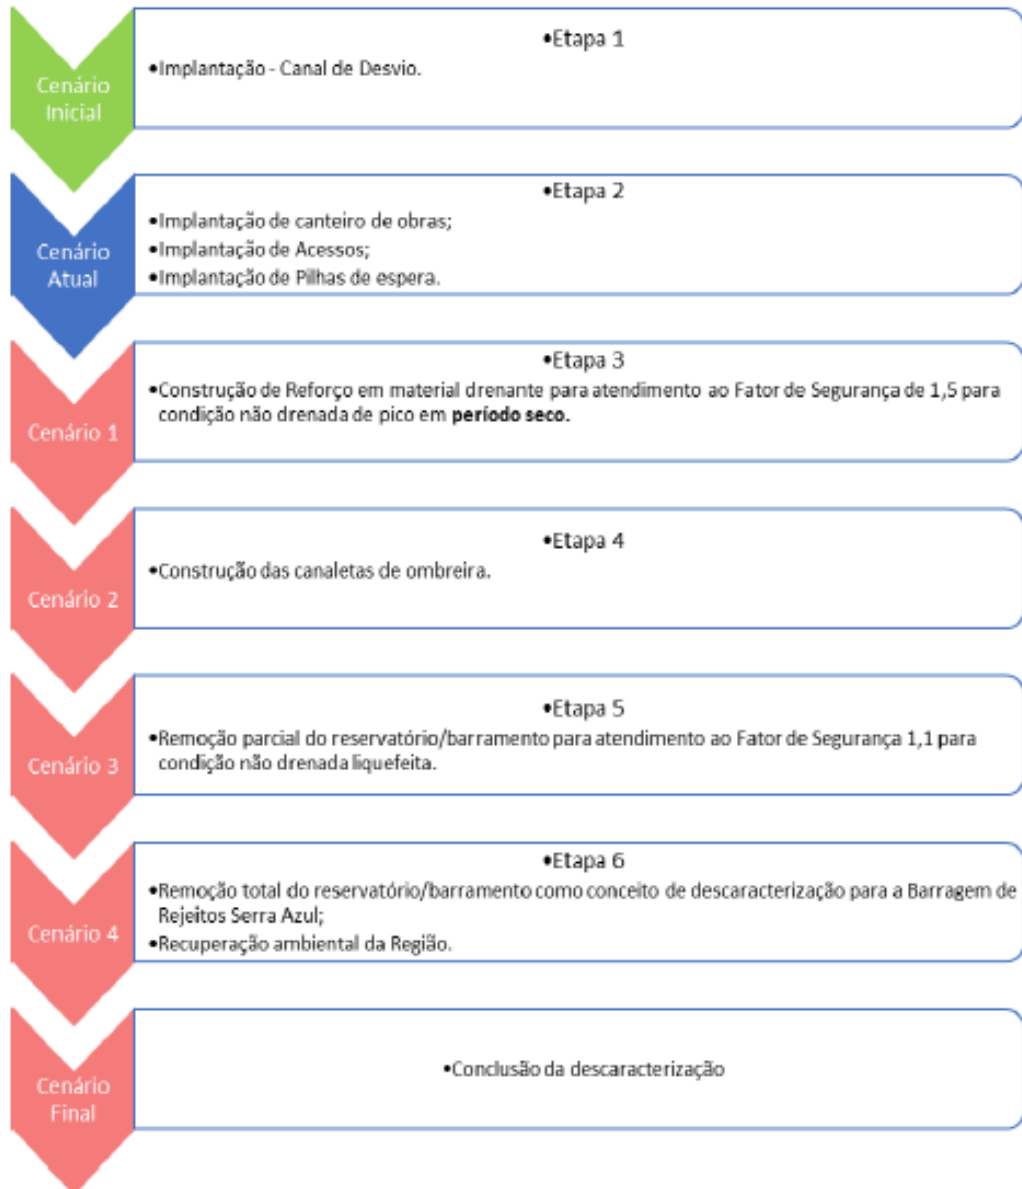 Cenário
Inicial
•Etapa 1
•Implantação - Canal de Desvio.
Cenário
Atual
•Etapa 2
•Implantação de canteiro de obras;
•Implantação de Acessos;
•Implantação de Pilhas de espera.
Cenário 1
•Etapa 3
•Construção de Reforço em material drenante para atendimento ao Fator de Segurança de 1,5 para
condição não drenada de pico em período seco.
Cenário 2
•Etapa 4
•Construção das canaletas de ombreira.
Cenário 3
•Etapa 5
•Remoção parcial do reservatório/barramento para atendimento ao Fator de Segurança 1,1 para
condição não drenada liquefeita.
Cenário 4
•Etapa 6
•Remoção total do reservatório/barramento como conceito de descaracterização para a Barragem de
Rejeitos Serra Azul;
•Recuperação ambiental da Região.
Cenário
Final
•Conclusão da descaracterização